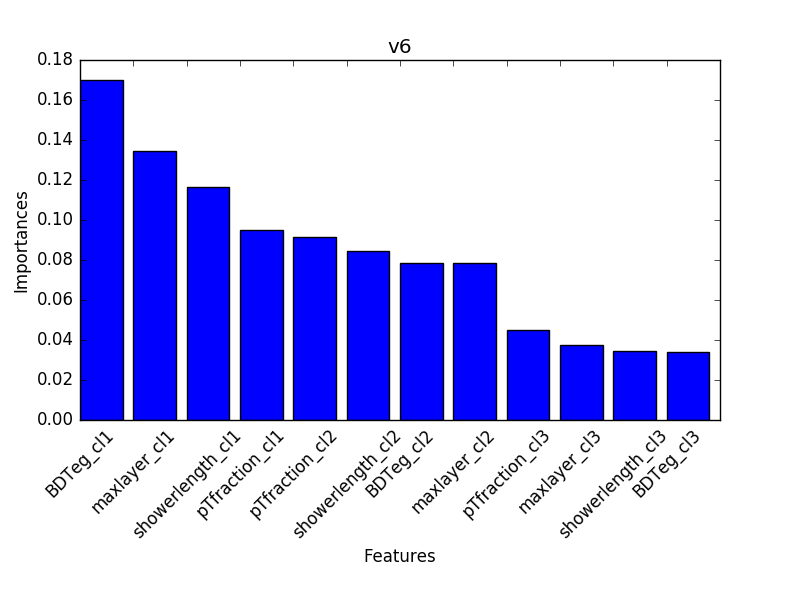 v6
0.18
0.16
0.14
0.12
0.10
0.08
0.06
0.04
0.02
0.00
Importances
BDTeg_cl1
maxlayer_cl1
showerlength_cl1
pTfraction_cl1
pTfraction_cl2
showerlength_cl2
BDTeg_cl2
maxlayer_cl2
pTfraction_cl3
maxlayer_cl3
showerlength_cl3
BDTeg_cl3
Features